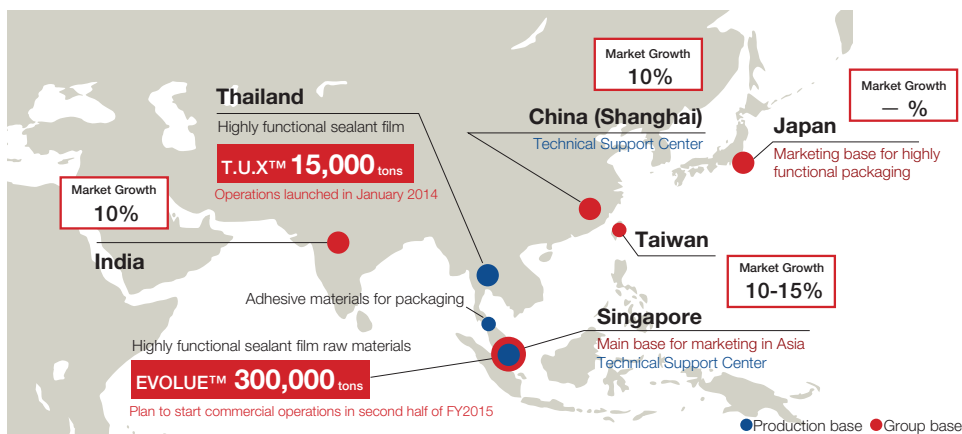 Market Growth
10%
Market Growth
— %
Thailand
Highly functional sealant film
T.U.X™ 15,000 tons
Operations launched in January 2014
China (Shanghai)
Technical Support Center
Japan
Marketing base for highly
functional packaging
Market Growth
10%
India
Taiwan
Market Growth
10-15%
Adhesive materials for packaging
Singapore
Main base for marketing in Asia
Technical Support Center
Highly functional sealant film raw materials
EVOLUE™ 300,000 tons
Plan to start commercial operations in second half of FY2015
Production base
Group base